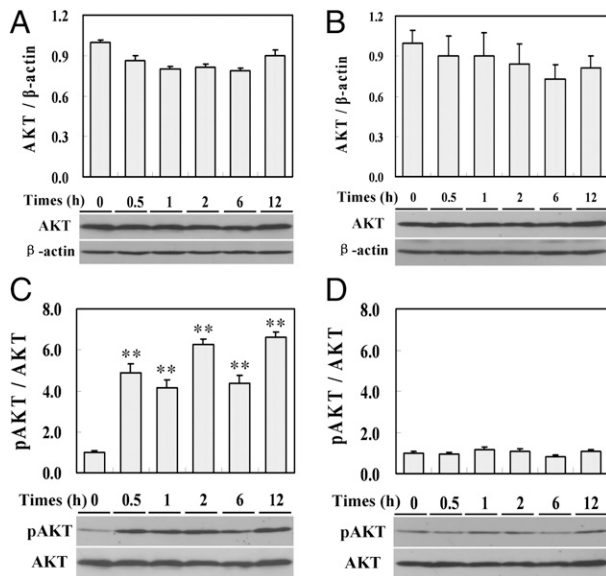 A
AKT / β-actin
1.2
0.9
0.6
0.3
0.0
Times (h) 0 0.5 1 2 6 12
AKT
β-actin
B
AKT / β-actin
1.2
0.9
0.6
0.3
0.0
Times (h) 0 0.5 1 2 6 12
AKT
β-actin
C
pAKT / AKT
8.0
6.0
4.0
2.0
0.0
** ** ** ** **
Times (h) 0 0.5 1 2 6 12
pAKT
AKT
D
pAKT / AKT
8.0
6.0
4.0
2.0
0.0
Times (h) 0 0.5 1 2 6 12
pAKT
AKT